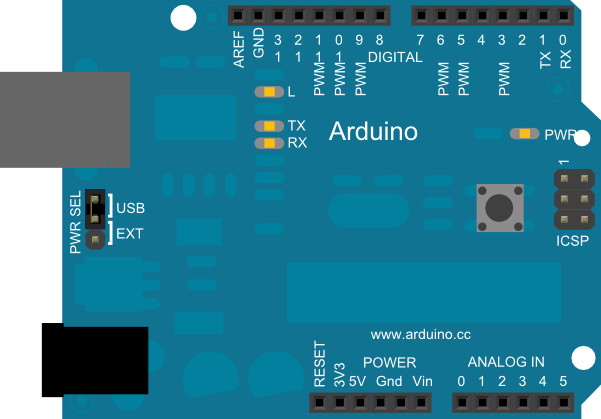 AREF
GND
13
12
PWM 11
PWM 10
PWM 9
8
DIGITAL
7
PWM 6
PWM 5
4
PWM 3
2
TX 1
RX 0
L
TX
RX
Arduino
PWR
1
ICSP
PWR SEL
USB
EXT
www.arduino.cc
POWER
RESET
3V3
5V
Gnd
Vin
ANALOG IN
0 1 2 3 4 5